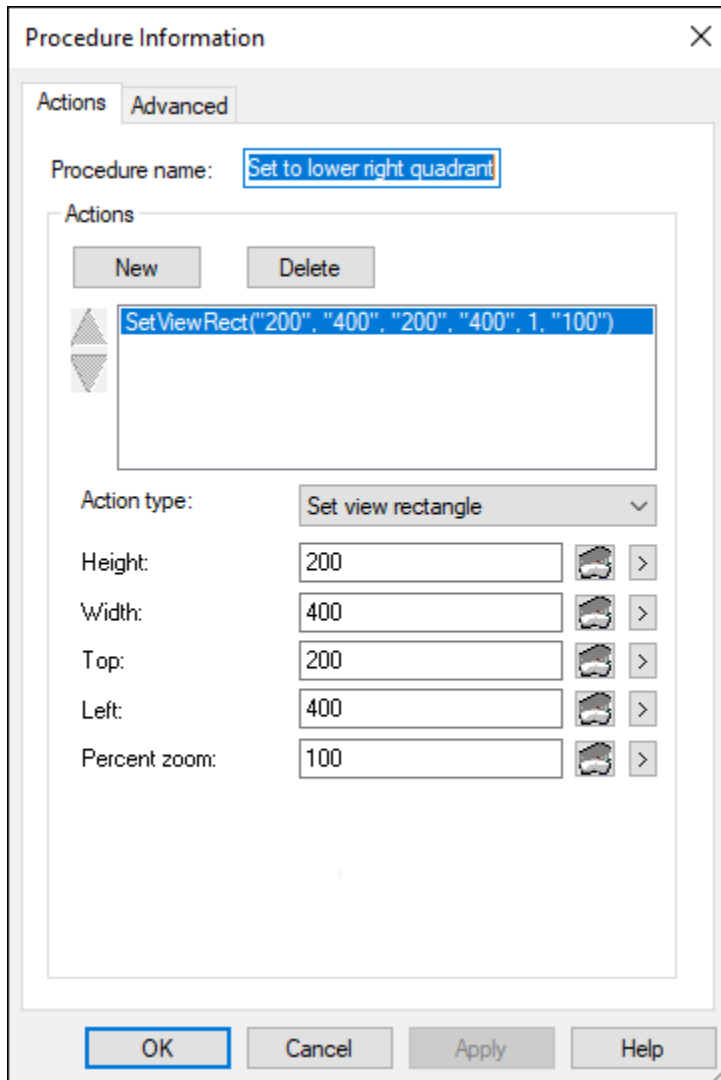 Procedure Information
Actions Advanced
Procedure name: Set to lower right quadrant
Actions
New Delete
SetViewRect("200", "400", "200", "400", 1, "100")
Action type: Set view rectangle
Height: 200 >
Width: 400 >
Top: 200 >
Left: 400 >
Percent zoom: 100 >
OK Cancel Apply Help